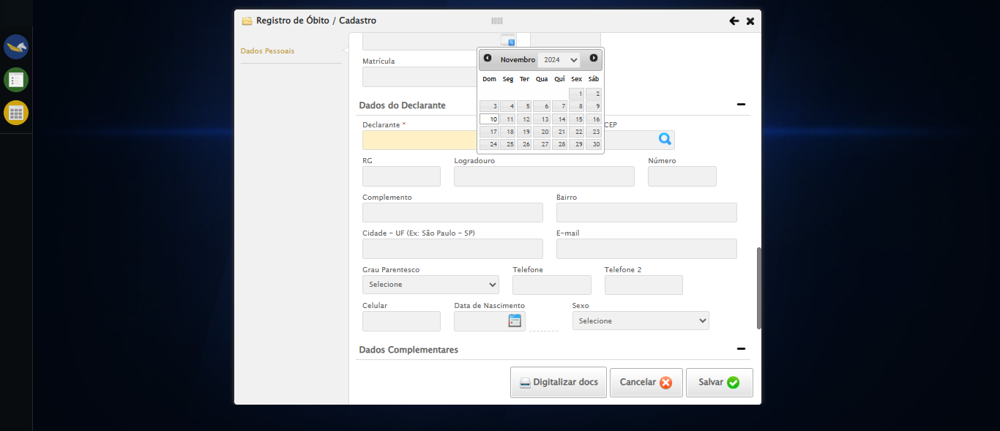 Registro de Óbito / Cadastro
Dados Pessoais
Matrícula
Novembro 2024
Dom Seg Ter Qua Qui Sex Sáb
1 2
3 4 5 6 7 8 9
10 11 12 13 14 15 16
17 18 19 20 21 22 23
24 25 26 27 28 29 30
Dados do Declarante
Declarante * CEP
RG Logradouro Número
Complemento Bairro
Cidade - UF (Ex: São Paulo - SP) E-mail
Grau Parentesco Telefone Telefone 2
Selecione
Celular Data de Nascimento Sexo
Selecione
Dados Complementares
Digitalizar docs Cancelar Salvar